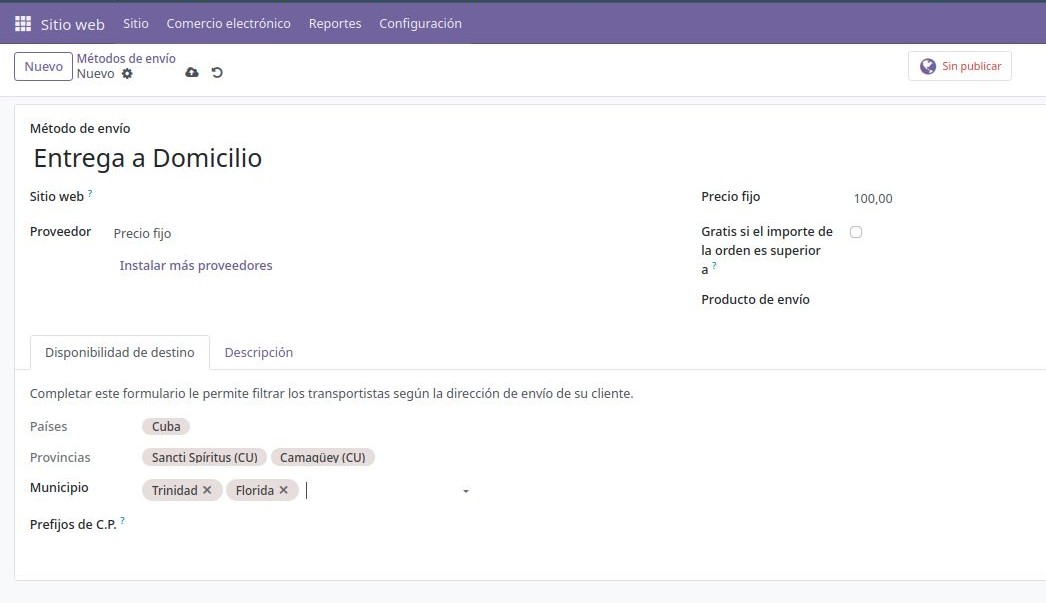 Sitio web Sitio Comercio electrónico Reportes Configuración
Nuevo Métodos de envío
Nuevo
Sin publicar
Método de envío
Entrega a Domicilio
Sitio web ? Precio fijo 100,00
Proveedor Precio fijo
Gratis si el importe de
la orden es superior
a ?
Instalar más proveedores
Producto de envío
Disponibilidad de destino Descripción
Completar este formulario le permite filtrar los transportistas según la dirección de envío de su cliente.
Países Cuba
Provincias Sancti Spíritus (CU) Camagüey (CU)
Municipio Trinidad × Florida ×
Prefijos de C.P. ?